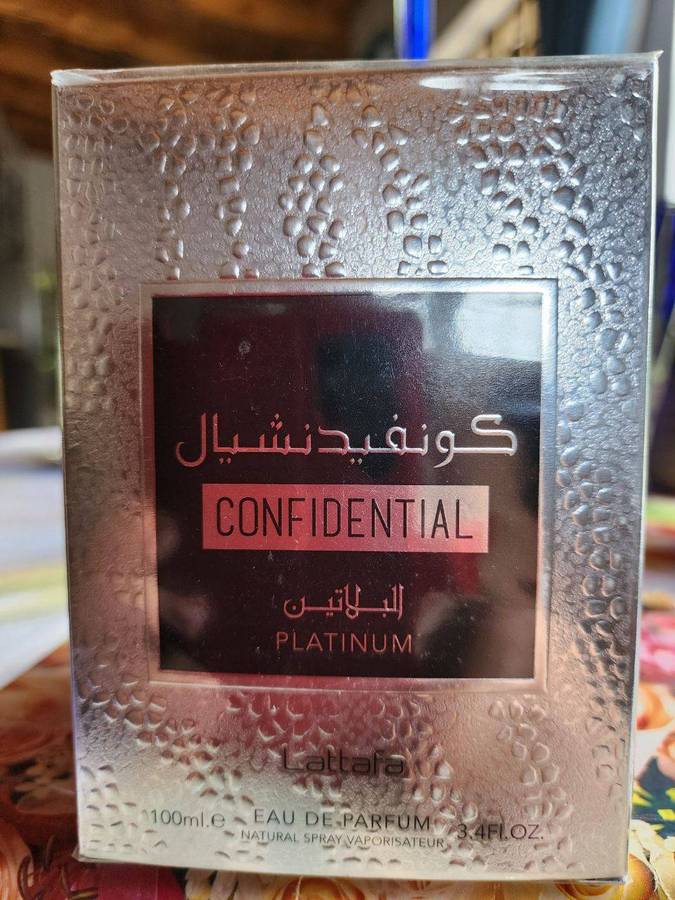 كونفيدنشيال
CONFIDENTIAL
البلاتين
PLATINUM
Lattafa
100ml.e EAU DE PARFUM 3.4FL.OZ.
NATURAL SPRAY VAPORISATEUR